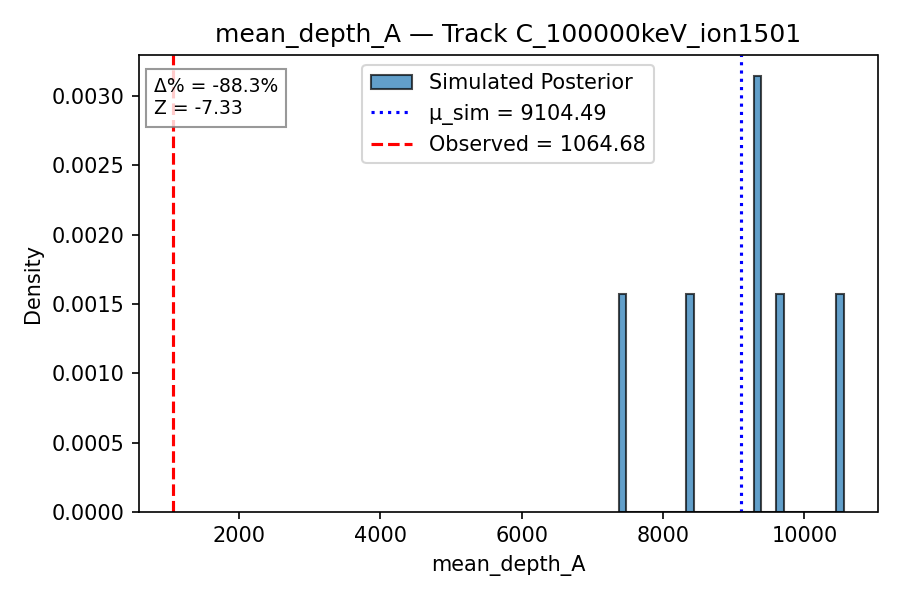 mean_depth_A — Track C_100000keV_ion1501
Δ% = -88.3%
Z = -7.33
Simulated Posterior
μ_sim = 9104.49
Observed = 1064.68
Density
0.0030
0.0025
0.0020
0.0015
0.0010
0.0005
0.0000
2000 4000 6000 8000 10000
mean_depth_A